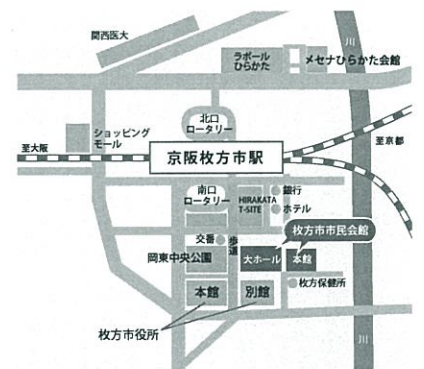 関西医大
川
ラポール
ひらかた
メセナひらかた会館
北口
ロータリー
ショッピング
モール
至大阪
京阪枚方市駅
至京都
南口
ロータリー
HIRAKATA
T-SITE
銀行
ホテル
枚方市市民会館
交番
歩道
岡東中央公園
大ホール
本館
枚方保健所
本館
別館
枚方市役所
川